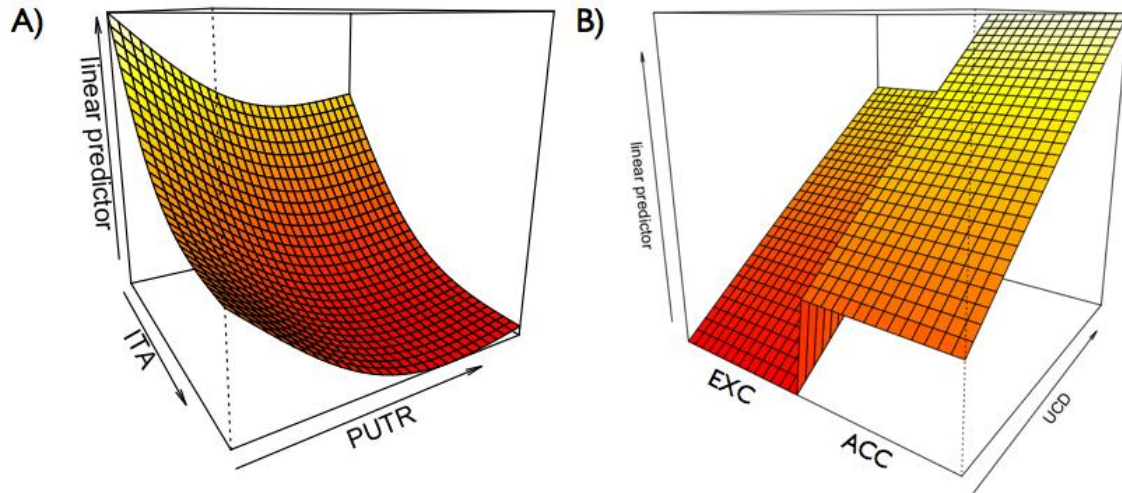 A)
linear predictor
ITA
PUTR
B)
linear predictor
EXC
ACC
UCD